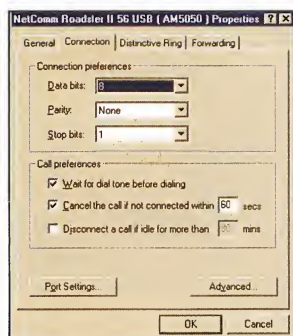 NetComm Roadster II 56 USB ( AM5050 ) Properties
General Connection Distinctive Ring Forwarding
Connection preferences
Data bits: 8
Parity: None
Stop bits: 1
Call preferences
Wait for dial tone before dialing
Cancel the call if not connected within 60 secs
Disconnect a call if idle for more than mins
Port Settings... Advanced...
OK Cancel